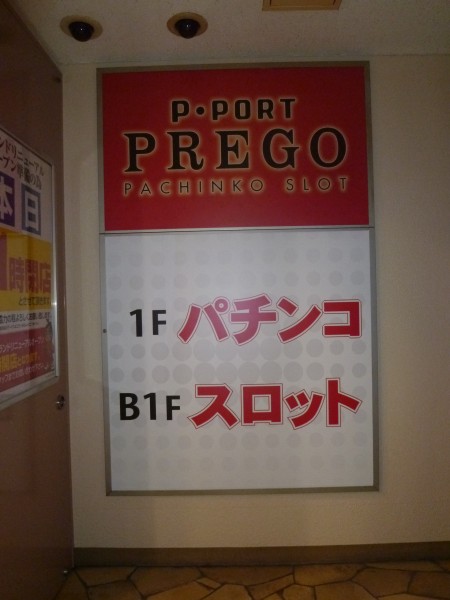 P・PORT
PREGO
PACHINKO SLOT
1F パチンコ
B1F スロット
本日